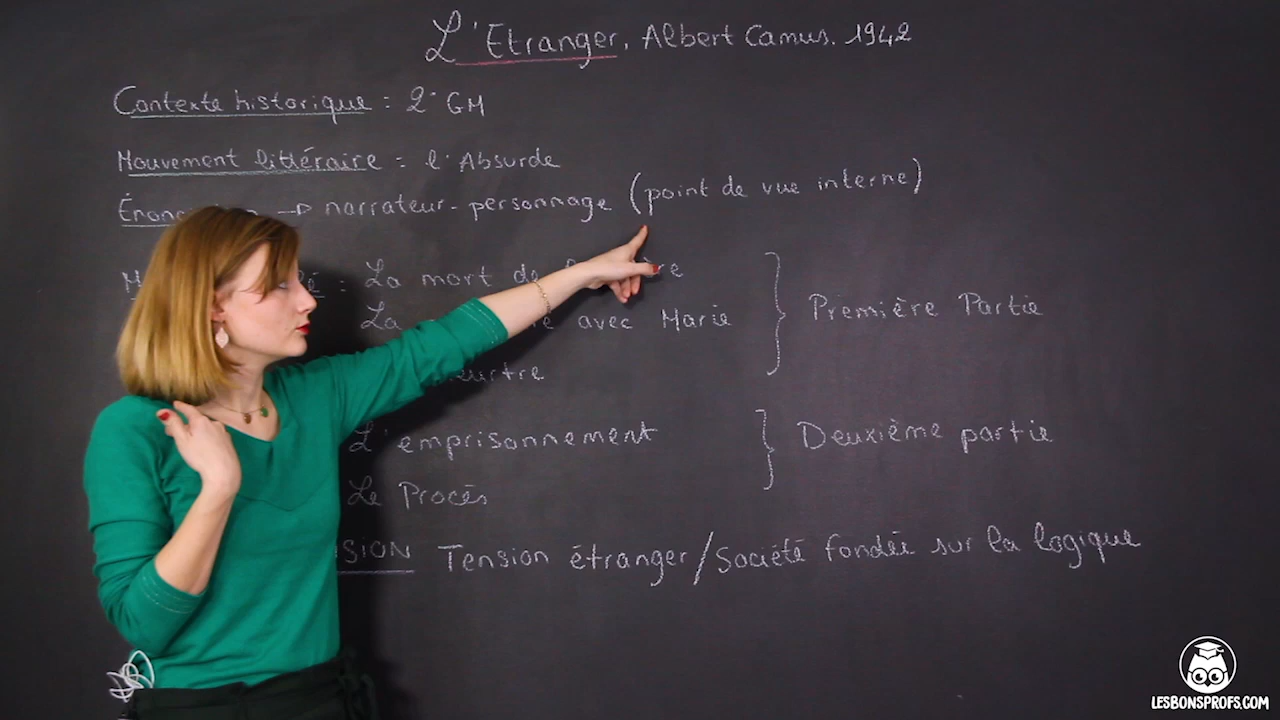 L'Etranger, Albert Camus. 1942
Contexte historique : 2° GM
Mouvement littéraire : l'Absurde
→ narrateur-personnage (point de vue interne)
: La mort de
La avec Marie
Première Partie
L'emprisonnement
Deuxième partie
Le Procès
Tension étranger/Société fondée sur la logique
LESBONSPROFS.COM